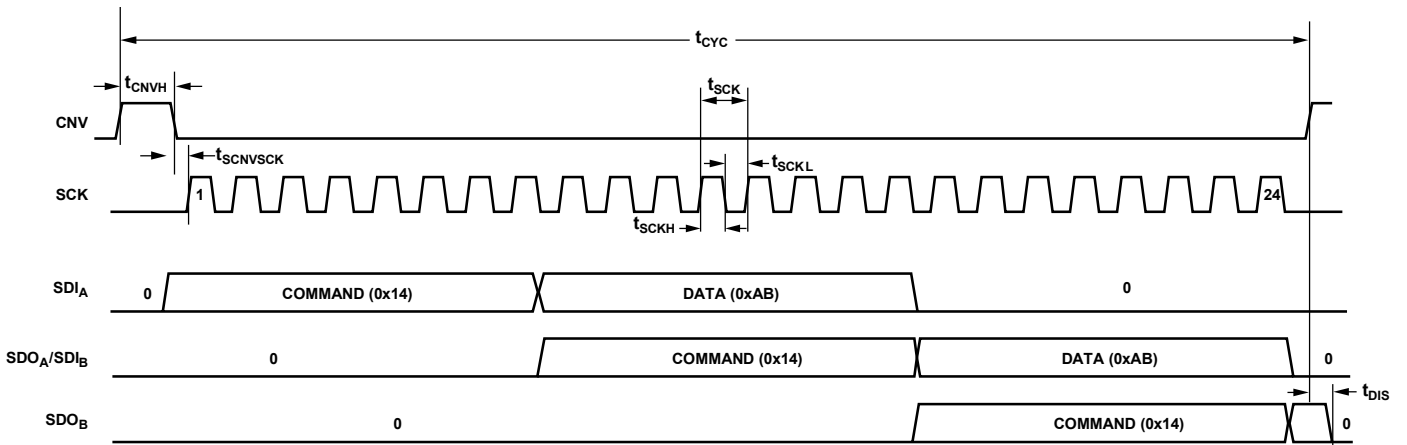 tCYC
tCNVH
tSCK
CNV
tSCNVSCK
tSCKL
SCK
1
24
tSCKH
SDIA
0
COMMAND (0x14)
DATA (0xAB)
0
SDOA/SDIB
0
COMMAND (0x14)
DATA (0xAB)
0
tDIS
SDOB
0
COMMAND (0x14)
0